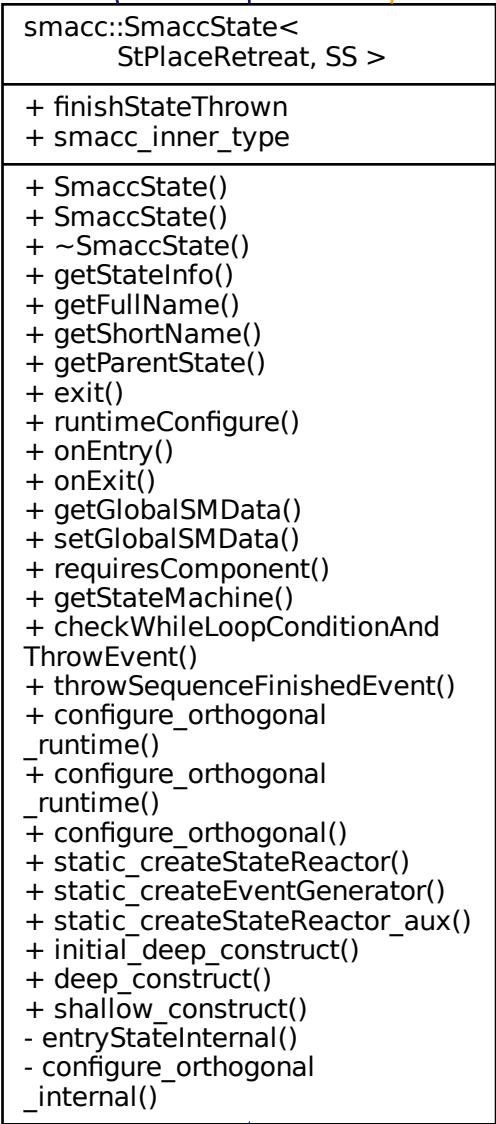 smacc::SmaccState<
StPlaceRetreat, SS >
+ finishStateThrown
+ smacc_inner_type
+ SmaccState()
+ SmaccState()
+ ~SmaccState()
+ getStateInfo()
+ getFullName()
+ getShortName()
+ getParentState()
+ exit()
+ runtimeConfigure()
+ onEntry()
+ onExit()
+ getGlobalSMData()
+ setGlobalSMData()
+ requiresComponent()
+ getStateMachine()
+ checkWhileLoopConditionAnd
ThrowEvent()
+ throwSequenceFinishedEvent()
+ configure_orthogonal
_runtime()
+ configure_orthogonal
_runtime()
+ configure_orthogonal()
+ static_createStateReactor()
+ static_createEventGenerator()
+ static_createStateReactor_aux()
+ initial_deep_construct()
+ deep_construct()
+ shallow_construct()
- entryStateInternal()
- configure_orthogonal
_internal()